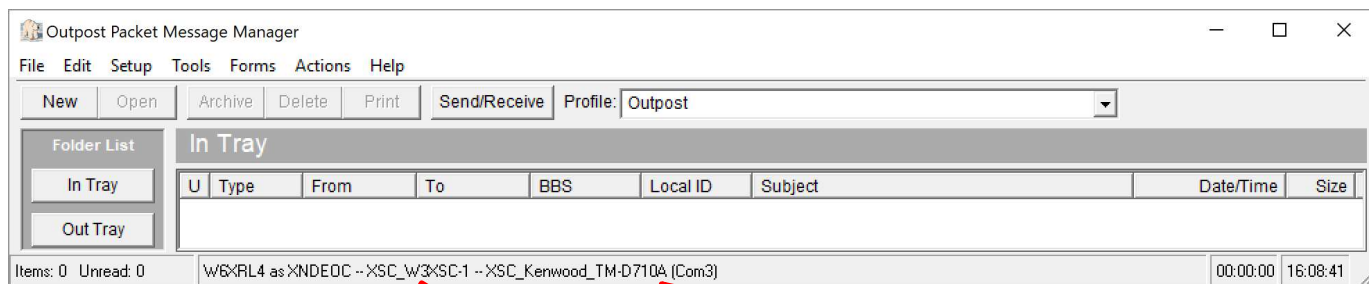 Outpost Packet Message Manager
File Edit Setup Tools Forms Actions Help
New Open Archive Delete Print Send/Receive Profile: Outpost
Folder List In Tray
In Tray U Type From To BBS Local ID Subject Date/Time Size
Out Tray
Items: 0 Unread: 0 W6XRL4 as XNDEOC -- XSC_W3XSC-1 -- XSC_Kenwood_TM-D710A (Com3) 00:00:00 16:08:41